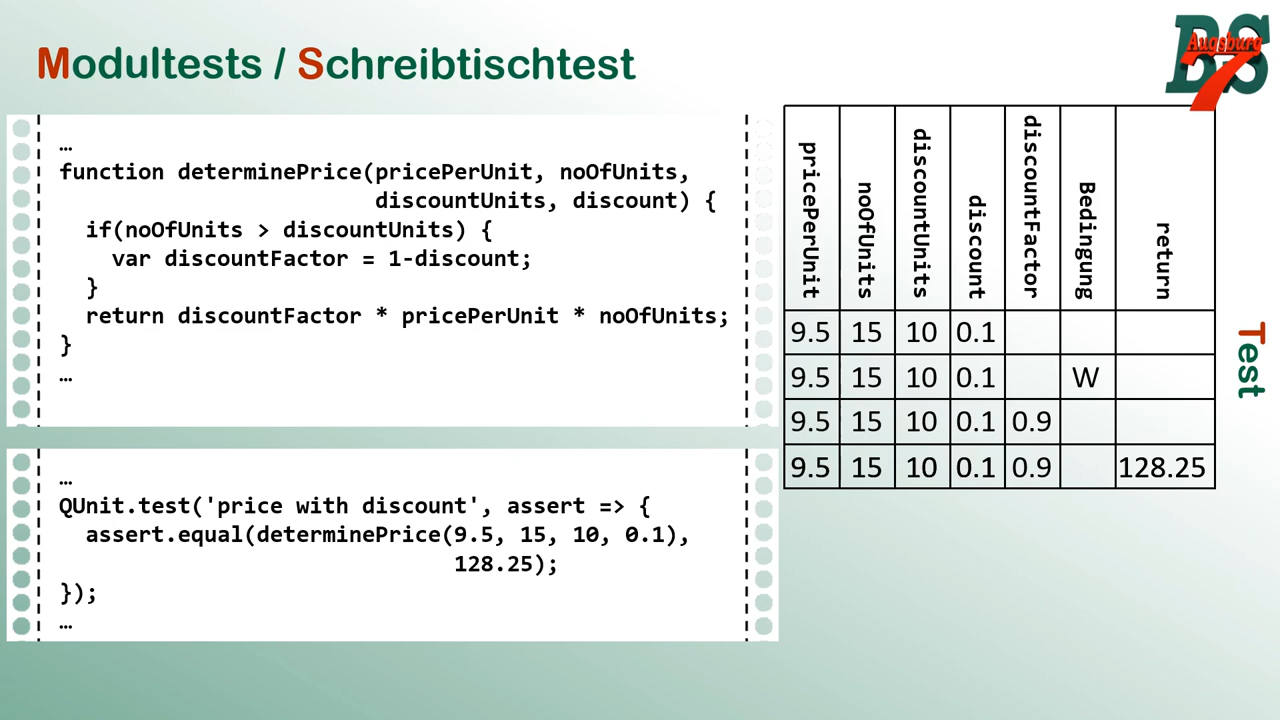 Modultests / Schreibtischtest
BS
Augsburg
7
…
function determinePrice(pricePerUnit, noOfUnits,
discountUnits, discount) {
if(noOfUnits > discountUnits) {
var discountFactor = 1-discount;
}
return discountFactor * pricePerUnit * noOfUnits;
}
…
…
QUnit.test('price with discount', assert => {
assert.equal(determinePrice(9.5, 15, 10, 0.1),
128.25);
});
…
pricePerUnit noOfUnits discountUnits discount discountFactor Bedingung return
9.5 15 10 0.1
9.5 15 10 0.1 W
9.5 15 10 0.1 0.9
9.5 15 10 0.1 0.9 128.25
Test